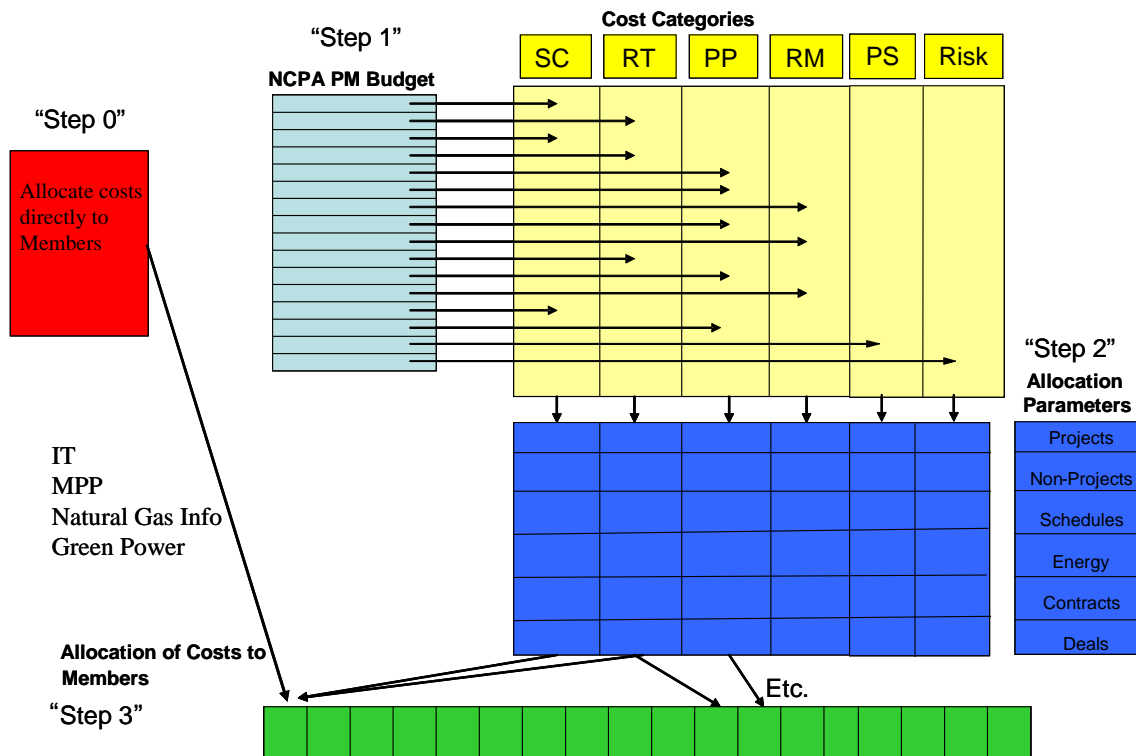 Cost Categories
“Step 1”
SC RT PP RM PS Risk
NCPA PM Budget
“Step 0”
Allocate costs
directly to
Members
“Step 2”
Allocation
Parameters
Projects
Non-Projects
Schedules
Energy
Contracts
Deals
IT
MPP
Natural Gas Info
Green Power
Allocation of Costs to
Members
“Step 3”
Etc.